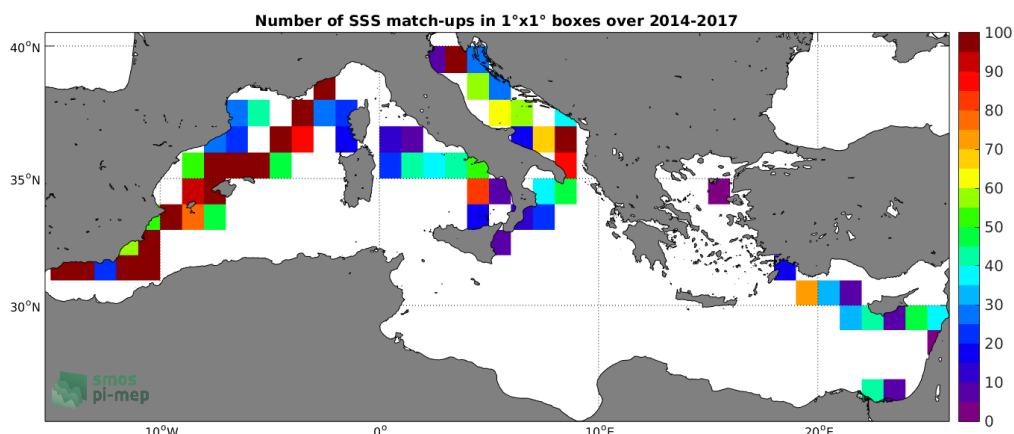 Number of SSS match-ups in 1°x1° boxes over 2014-2017
40°N
35°N
30°N
10°W
0°
10°E
20°E
100
90
80
70
60
50
40
30
20
10
0
smos
pi-mep